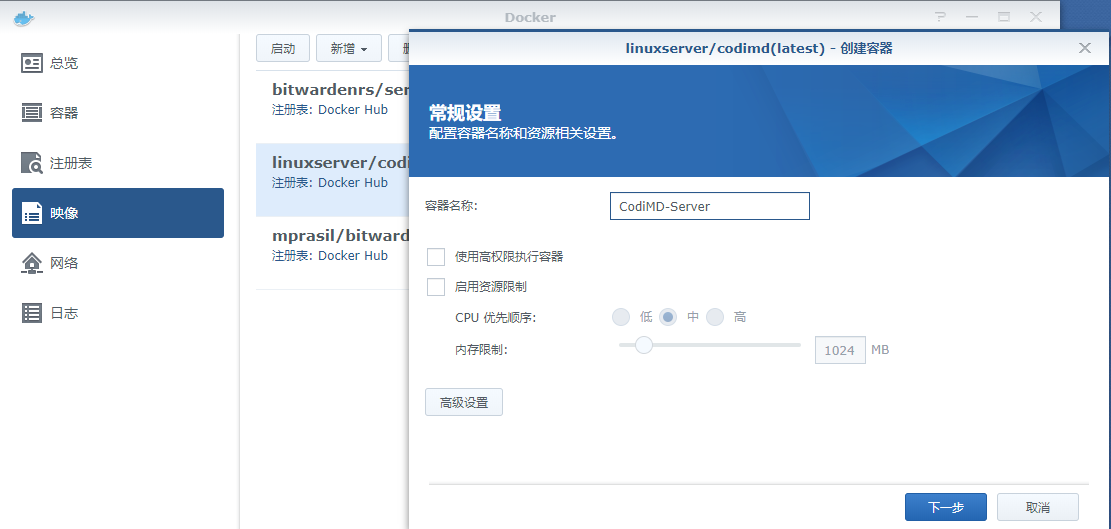 Docker
总览
容器
注册表
映像
网络
日志
启动
新增
bitwardenrs/ser
注册表: Docker Hub
linuxserver/codi
注册表: Docker Hub
mprasil/bitward
注册表: Docker Hub
linuxserver/codimd(latest) - 创建容器
常规设置
配置容器名称和资源相关设置。
容器名称:
CodiMD-Server
使用高权限执行容器
启用资源限制
CPU 优先顺序:
低 中 高
内存限制:
1024 MB
高级设置
下一步
取消